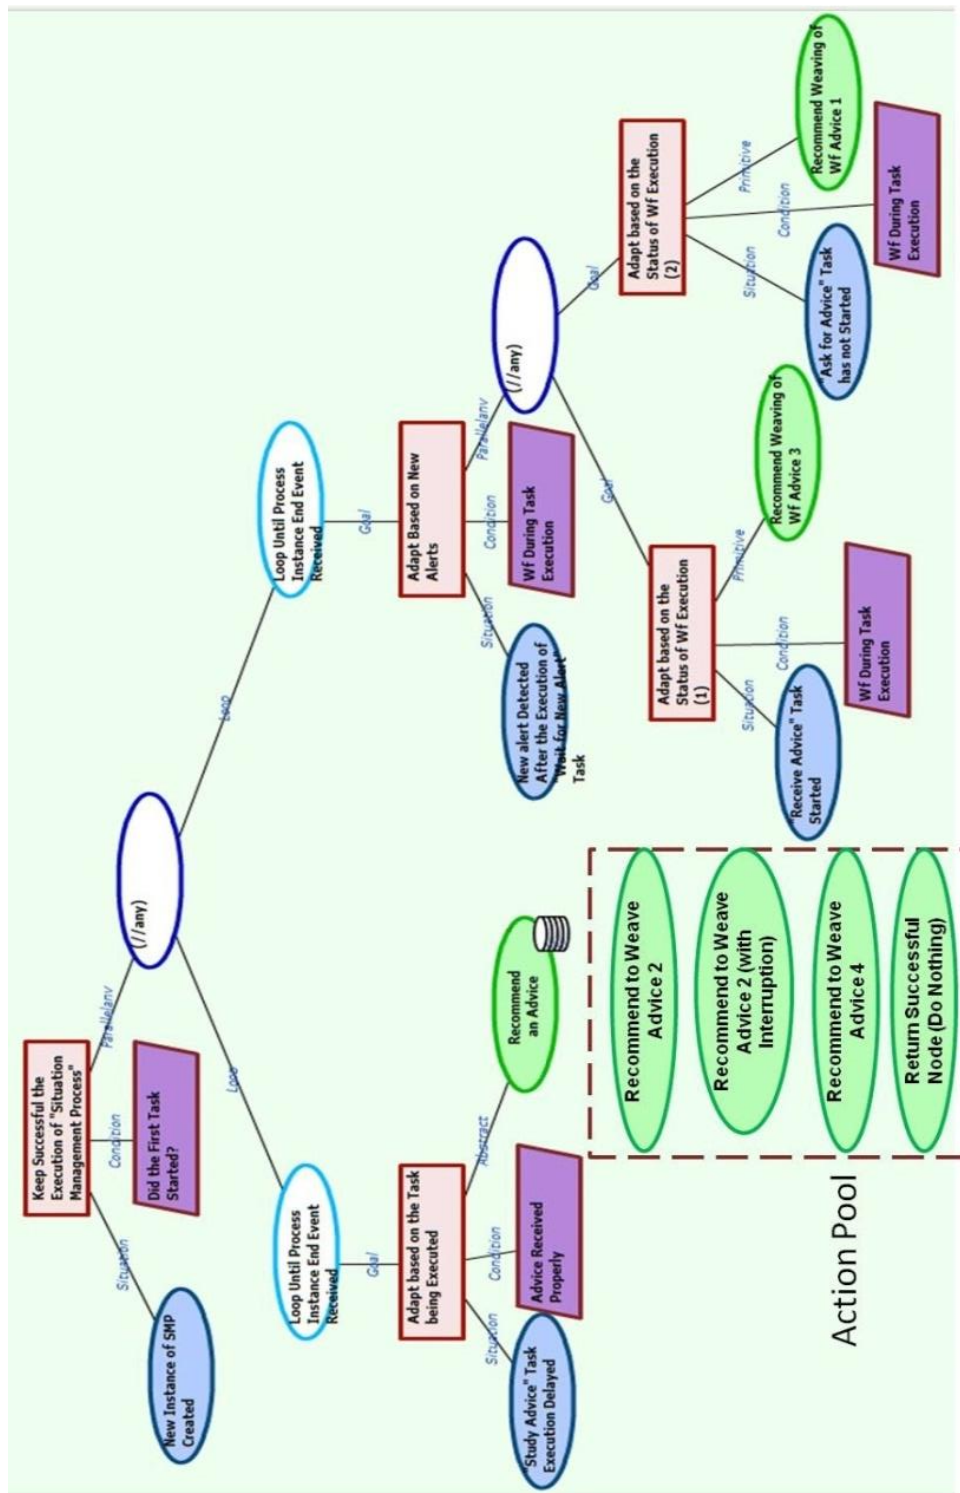 Keep Successful the
Execution of "Situation
Management Process"
Situation
Condition
Parallelany
New Instance of SMP
Created
Did the First Task
Started?
(//any)
Loop
Loop
Loop Until Process
Instance End Event
Received
Goal
Adapt based on the Task
being Executed
Situation
Condition
Abstract
"Study Advice" Task
Execution Delayed
Advice Received
Properly
Recommend
an Advice
Loop Until Process
Instance End Event
Received
Goal
Adapt Based on New
Alerts
Situation
Condition
Parallelany
New alert Detected
After the Execution of
"Wait for New Alert"
Task
Wf During Task
Execution
(//any)
Goal
Goal
Adapt based on the
Status of Wf Execution
(1)
Situation
Condition
Primitive
"Receive Advice" Task
Started
Wf During Task
Execution
Recommend Weaving of
Wf Advice 3
Adapt based on the
Status of Wf Execution
(2)
Situation
Condition
Primitive
"Ask for Advice" Task
has not Started
Wf During Task
Execution
Recommend Weaving of
Wf Advice 1
Action Pool
Recommend to Weave
Advice 2
Recommend to Weave
Advice 2 (with
Interruption)
Recommend to Weave
Advice 4
Return Successful
Node (Do Nothing)